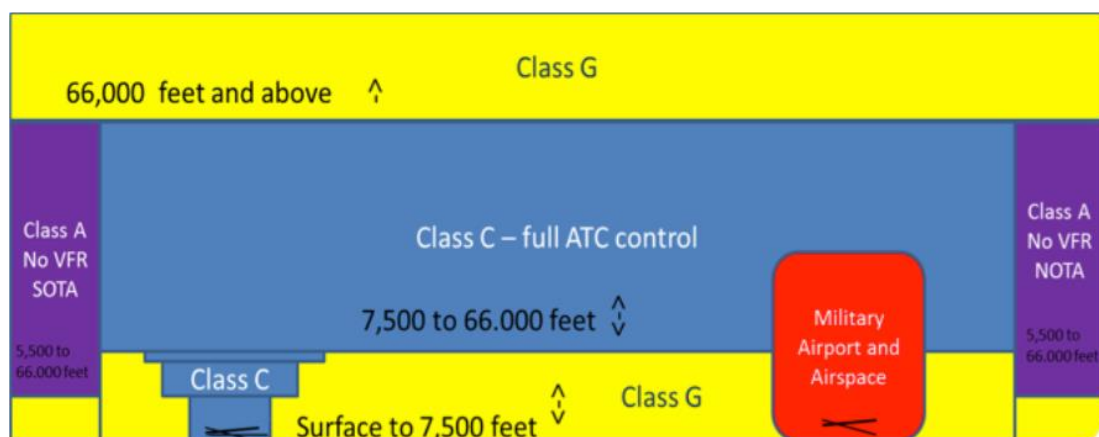 Class G
66,000 feet and above
Class A
No VFR
SOTA
5,500 to
66.000 feet
Class C – full ATC control
7,500 to 66.000 feet
Class A
No VFR
NOTA
5,500 to
66.000 feet
Military
Airport and
Airspace
Class C
Class G
Surface to 7,500 feet